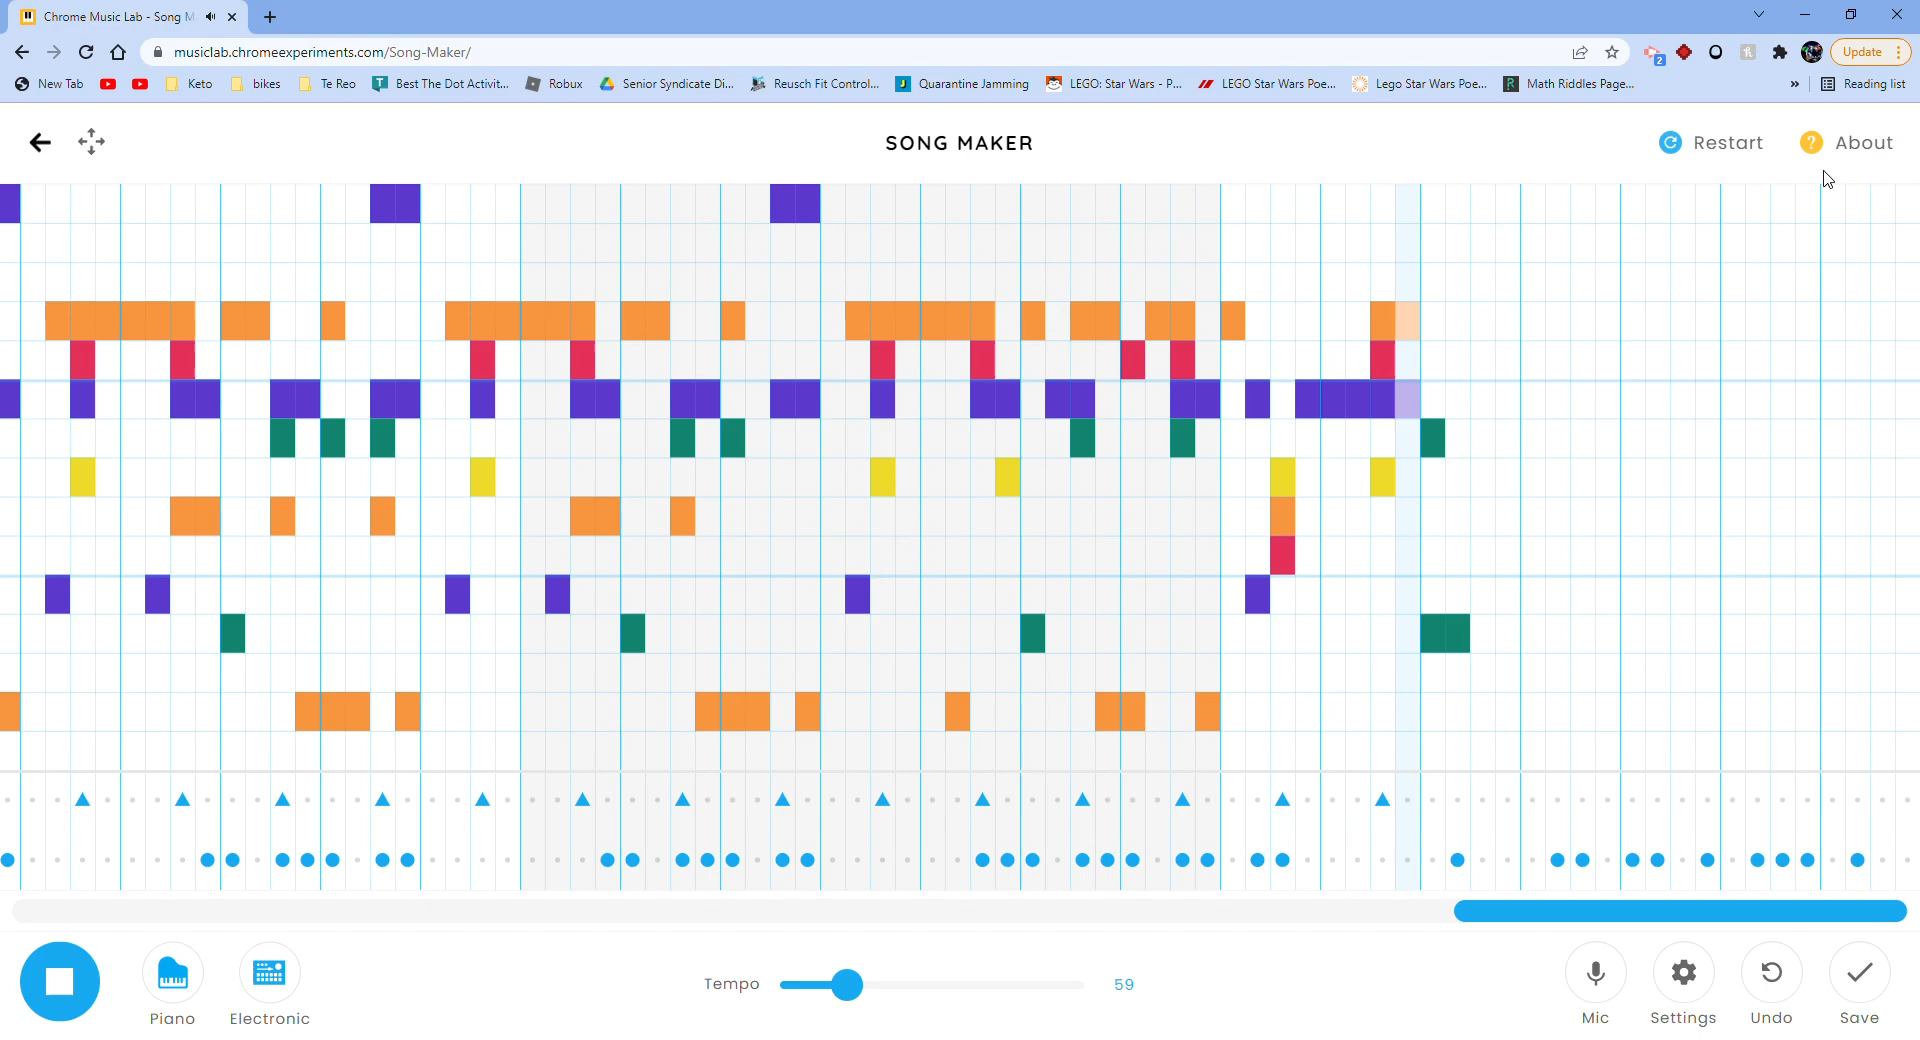 Chrome Music Lab - Song M
musiclab.chromeexperiments.com/Song-Maker/
2
Update
New Tab
Keto
bikes
Te Reo
Best The Dot Activit...
Robux
Senior Syndicate Di...
Reusch Fit Control...
Quarantine Jamming
LEGO: Star Wars - P...
LEGO Star Wars Poe...
Lego Star Wars Poe...
Math Riddles Page...
»
Reading list
SONG MAKER
Restart
?
About
Piano
Electronic
Tempo
59
Mic
Settings
Undo
Save